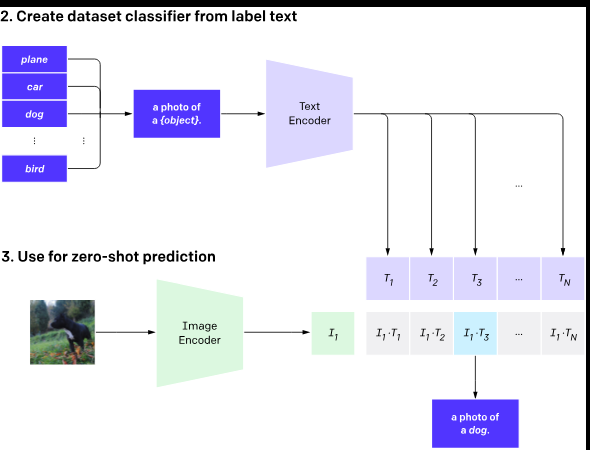 2. Create dataset classifier from label text
plane
car
dog
⋮ ⋮
bird
a photo of
a {object}.
Text
Encoder
...
3. Use for zero-shot prediction
T1 T2 T3 ... TN
Image
Encoder
I1
I1·T1 I1·T2 I1·T3 ... I1·TN
a photo of
a dog.